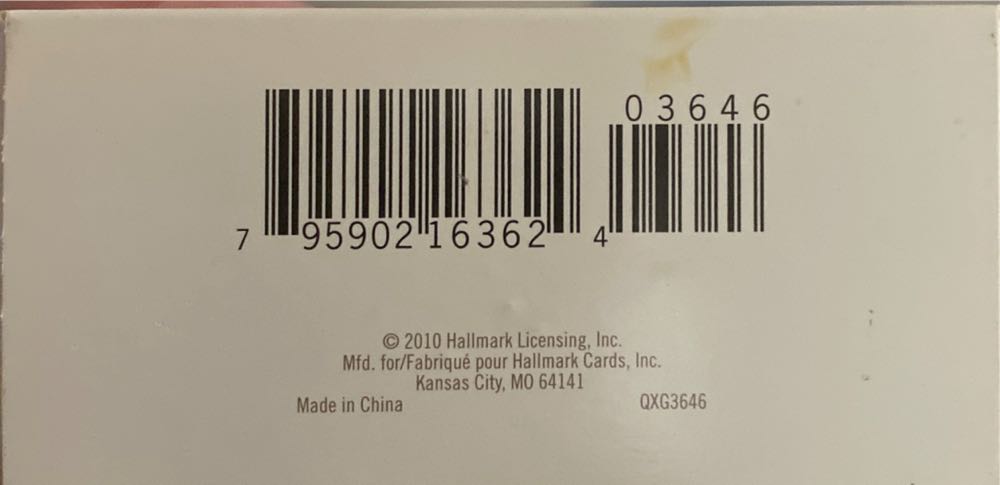 03646
7 95902 16362 4
© 2010 Hallmark Licensing, Inc.
Mfd. for/Fabriqué pour Hallmark Cards, Inc.
Kansas City, MO 64141
Made in China QXG3646